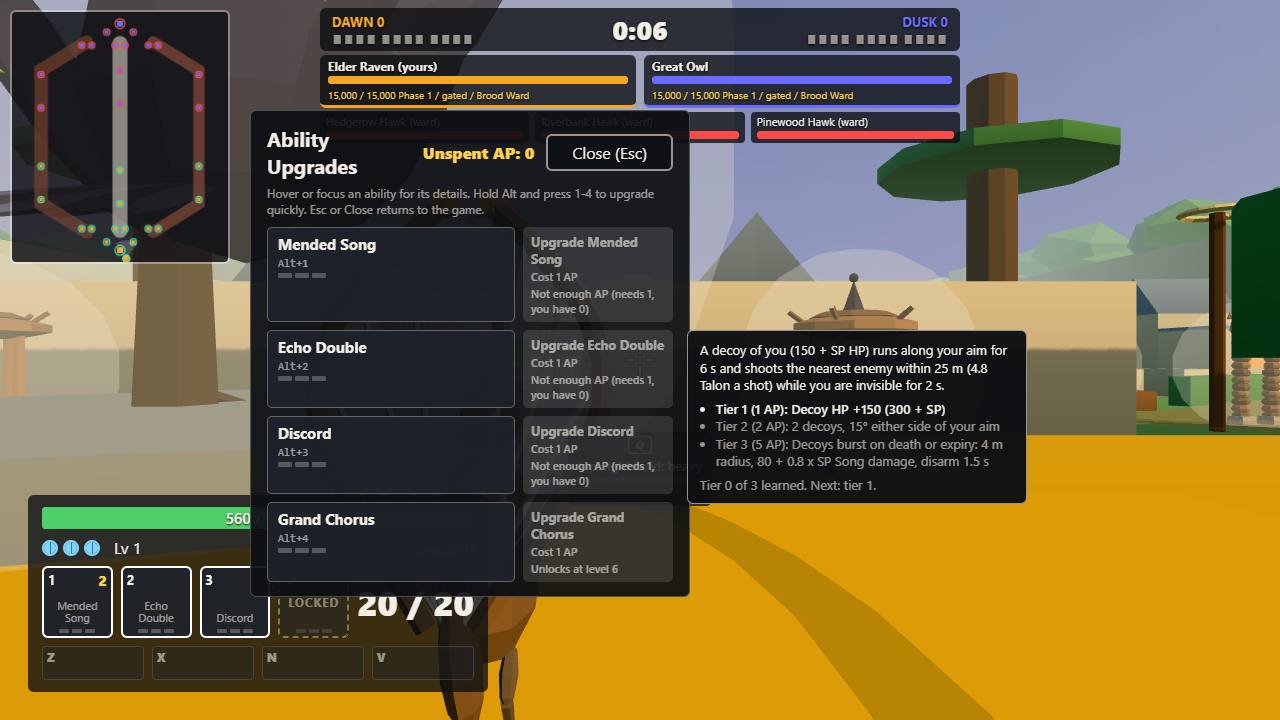 DAWN 0
0:06
DUSK 0
Elder Raven (yours)
15,000 / 15,000 Phase 1 / gated / Brood Ward
Great Owl
15,000 / 15,000 Phase 1 / gated / Brood Ward
Hedgerow Hawk (ward)
Riverbank Hawk (ward)
Pinewood Hawk (ward)
Ability
Upgrades
Unspent AP: 0
Close (Esc)
Hover or focus an ability for its details. Hold Alt and press 1-4 to upgrade
quickly. Esc or Close returns to the game.
Mended Song
Alt+1
Upgrade Mended
Song
Cost 1 AP
Not enough AP (needs 1,
you have 0)
Echo Double
Alt+2
Upgrade Echo Double
Cost 1 AP
Not enough AP (needs 1,
you have 0)
Discord
Alt+3
Upgrade Discord
Cost 1 AP
Not enough AP (needs 1,
you have 0)
Grand Chorus
Alt+4
Upgrade Grand
Chorus
Cost 1 AP
Unlocks at level 6
A decoy of you (150 + SP HP) runs along your aim for
6 s and shoots the nearest enemy within 25 m (4.8
Talon a shot) while you are invisible for 2 s.
• Tier 1 (1 AP): Decoy HP +150 (300 + SP)
• Tier 2 (2 AP): 2 decoys, 15° either side of your aim
• Tier 3 (5 AP): Decoys burst on death or expiry: 4 m
radius, 80 + 0.8 x SP Song damage, disarm 1.5 s
Tier 0 of 3 learned. Next: tier 1.
Q
560
Lv 1
1
2
Mended
Song
2
Echo
Double
3
Discord
LOCKED
20 / 20
Z
X
N
V